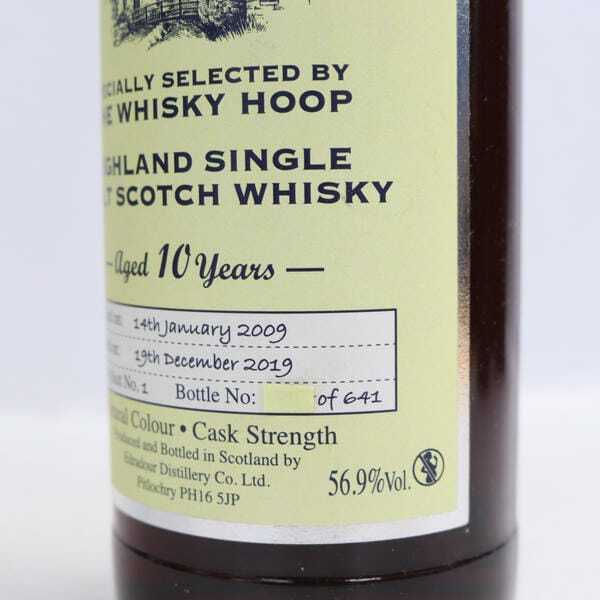 CIALLY SELECTED BY
E WHISKY HOOP
GHLAND SINGLE
T SCOTCH WHISKY
— Aged 10 Years —
14th January 2009
19th December 2019
No. 1 Bottle No: of 641
ural Colour • Cask Strength
Produced and Bottled in Scotland by
Edradour Distillery Co. Ltd.
Pitlochry PH16 5JP
56.9%Vol.